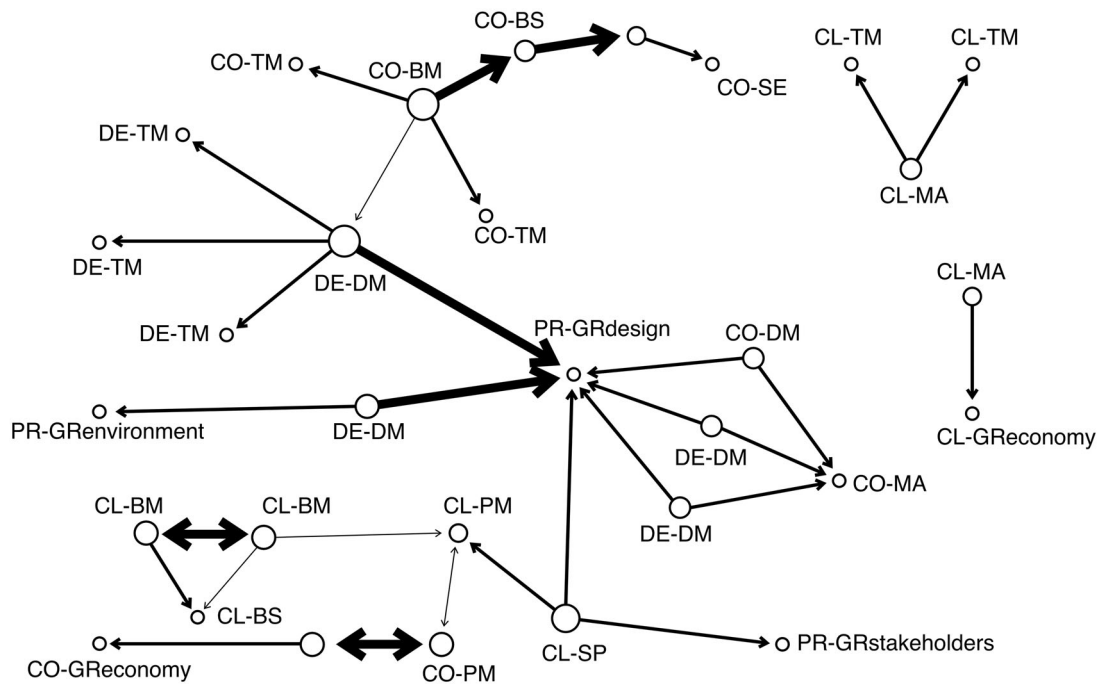 CO-BS
CL-TM
CL-TM
CO-TM
CO-BM
CO-SE
DE-TM
CL-MA
CO-TM
DE-TM
DE-DM
CL-MA
DE-TM
PR-GRdesign
CO-DM
PR-GRenvironment
DE-DM
DE-DM
CL-GReconomy
CO-MA
CL-BM
CL-BM
CL-PM
DE-DM
CL-BS
CO-GReconomy
CO-PM
CL-SP
PR-GRstakeholders